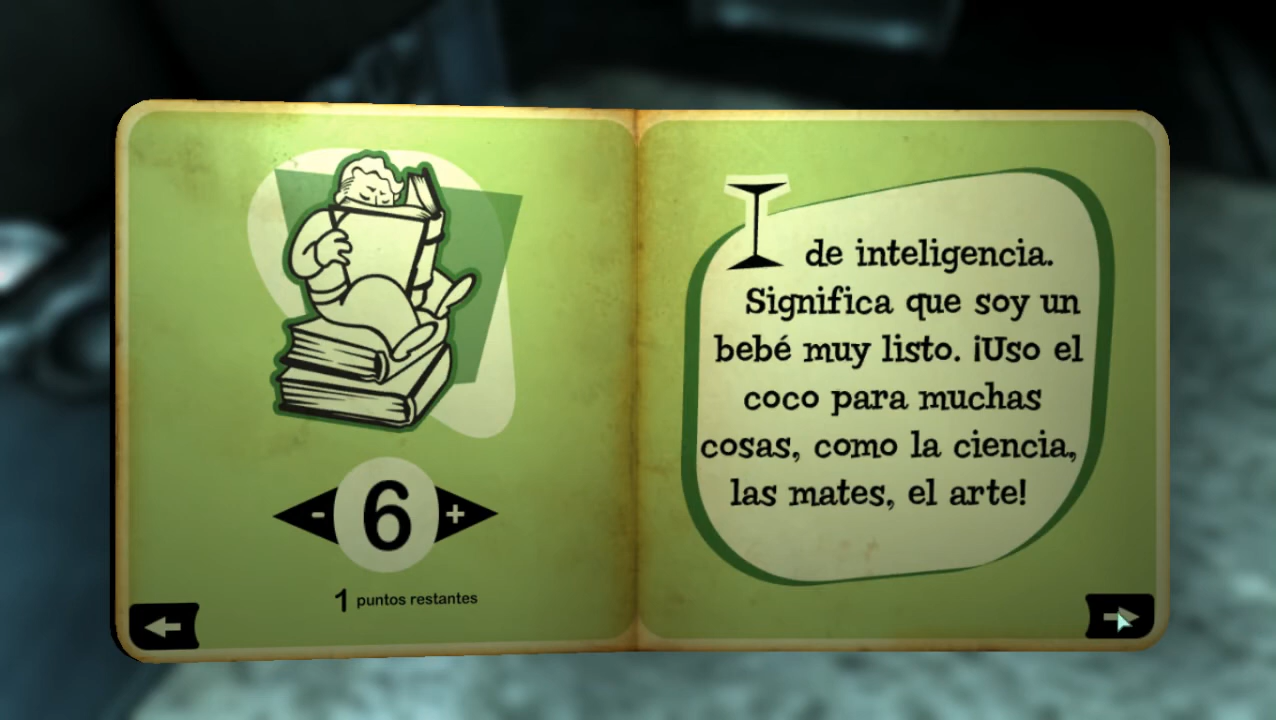 - 6 +
1 puntos restantes
I de inteligencia.
Significa que soy un
bebé muy listo. ¡Uso el
coco para muchas
cosas, como la ciencia,
las mates, el arte!